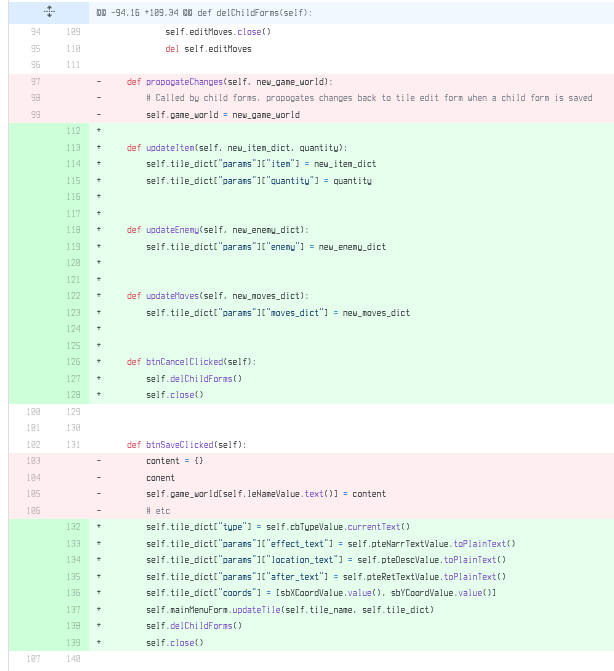 @@ -94,16 +109,34 @@ def delChildForms(self):
94 109 self.editMoves.close()
95 110 del self.editMoves
96 111
97 - def propogateChanges(self, new_game_world):
98 - # Called by child forms, propogates changes back to tile edit form when a child form is saved
99 - self.game_world = new_game_world
112 +
113 + def updateItem(self, new_item_dict, quantity):
114 + self.tile_dict["params"]["item"] = new_item_dict
115 + self.tile_dict["params"]["quantity"] = quantity
116 +
117 +
118 + def updateEnemy(self, new_enemy_dict):
119 + self.tile_dict["params"]["enemy"] = new_enemy_dict
120 +
121 +
122 + def updateMoves(self, new_moves_dict):
123 + self.tile_dict["params"]["moves_dict"] = new_moves_dict
124 +
125 +
126 + def btnCancelClicked(self):
127 + self.delChildForms()
128 + self.close()
100 129
101 130
102 131 def btnSaveClicked(self):
103 - content = {}
104 - conent
105 - self.game_world[self.leNameValue.text()] = content
106 - # etc
132 + self.tile_dict["type"] = self.cbTypeValue.currentText()
133 + self.tile_dict["params"]["effect_text"] = self.pteNarrTextValue.toPlainText()
134 + self.tile_dict["params"]["location_text"] = self.pteDescValue.toPlainText()
135 + self.tile_dict["params"]["after_text"] = self.pteRetTextValue.toPlainText()
136 + self.tile_dict["coords"] = [sbXCoordValue.value(), sbYCoordValue.value()]
137 + self.mainMenuForm.updateTile(self.tile_name, self.tile_dict)
138 + self.delChildForms()
139 + self.close()
107 140